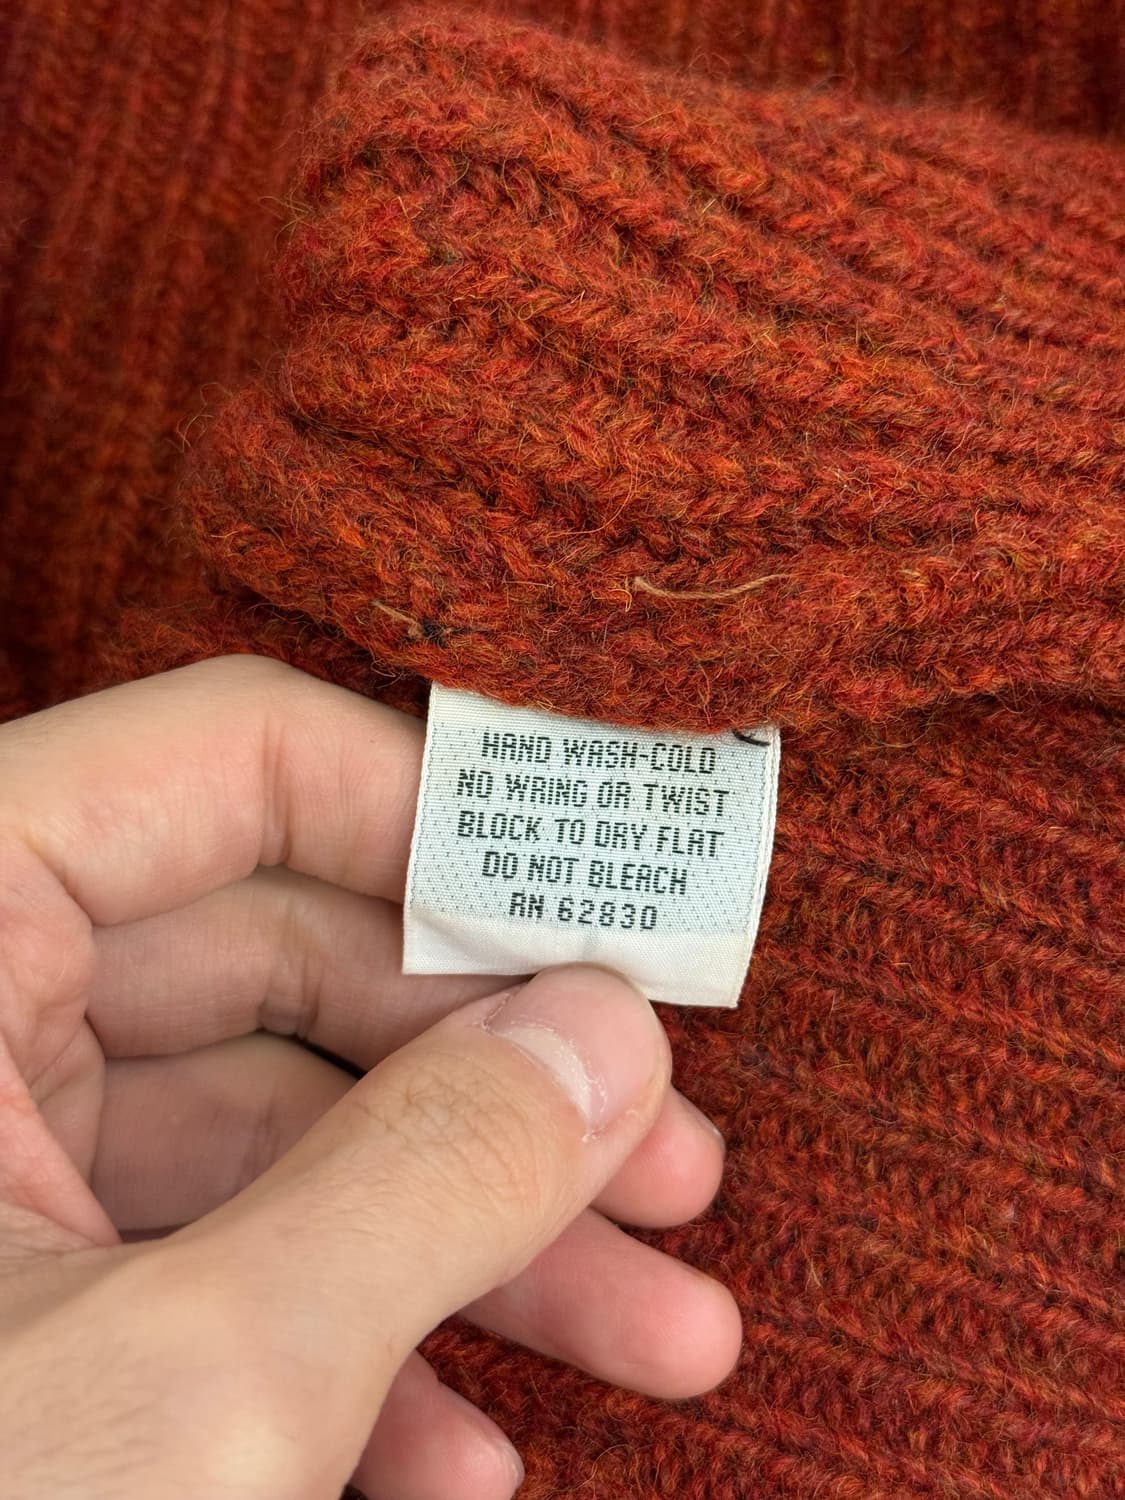 HAND WASH-COLD
NO WRING OR TWIST
BLOCK TO DRY FLAT
DO NOT BLEACH
RN 62830